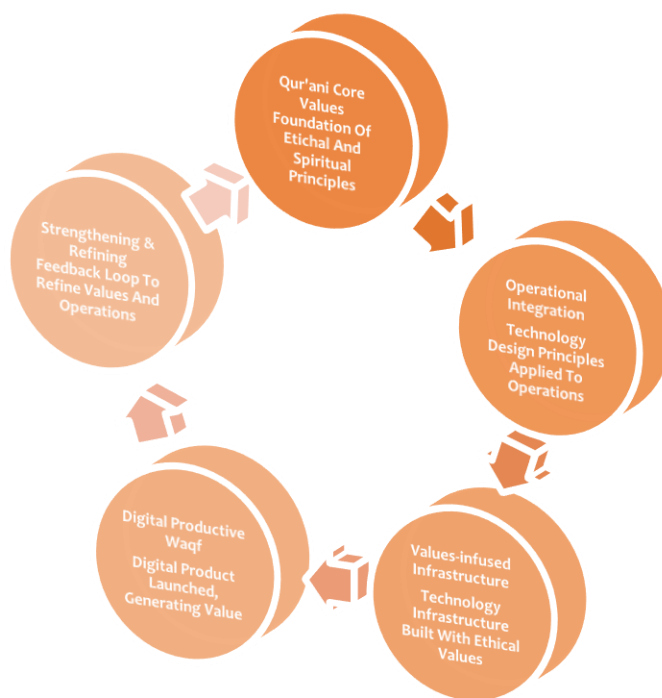 Qur'ani Core
Values
Foundation Of
Etichal And
Spiritual
Principles
Operational
Integration
Technology
Design Principles
Applied To
Operations
Values-infused
Infrastructure
Technology
Infrastructure
Built With Ethical
Values
Digital Productive
Waqf
Digital Product
Launched,
Generating Value
Strengthening &
Refining
Feedback Loop To
Refine Values And
Operations